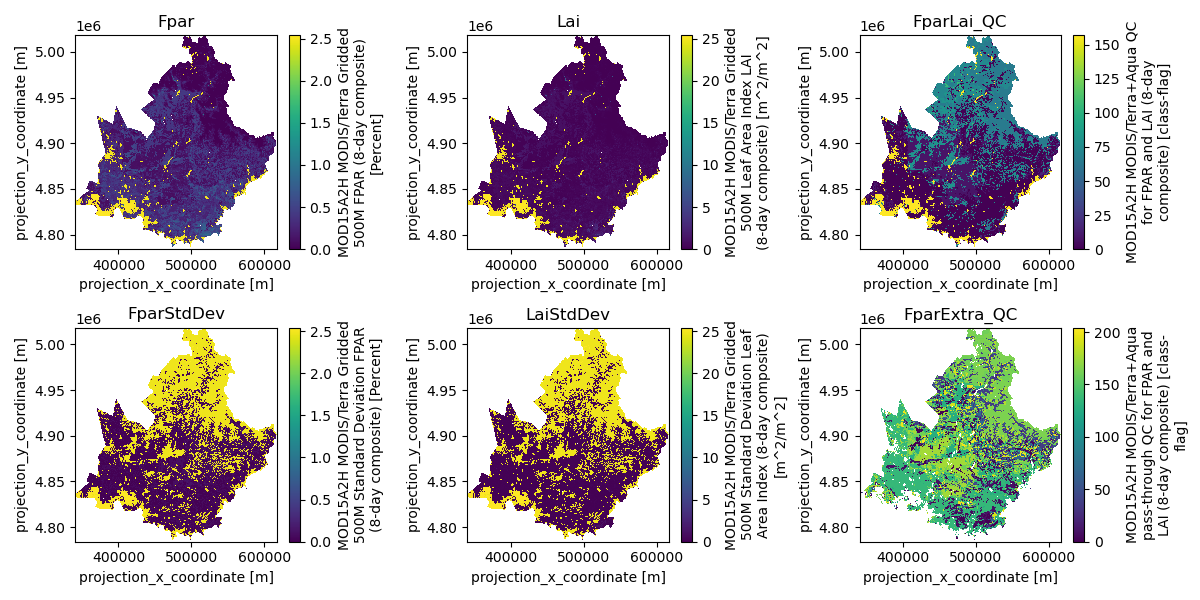 Fpar
1e6
5.00
4.95
4.90
4.85
4.80
projection_y_coordinate [m]
400000 500000 600000
projection_x_coordinate [m]
2.5
2.0
1.5
1.0
0.5
0.0
MOD15A2H MODIS/Terra Gridded
500M FPAR (8-day composite)
[Percent]
Lai
1e6
5.00
4.95
4.90
4.85
4.80
projection_y_coordinate [m]
400000 500000 600000
projection_x_coordinate [m]
25
20
15
10
5
0
MOD15A2H MODIS/Terra Gridded
500M Leaf Area Index LAI
(8-day composite) [m^2/m^2]
FparLai_QC
1e6
5.00
4.95
4.90
4.85
4.80
projection_y_coordinate [m]
400000 500000 600000
projection_x_coordinate [m]
150
125
100
75
50
25
0
MOD15A2H MODIS/Terra+Aqua QC
for FPAR and LAI (8-day
composite) [class-flag]
FparStdDev
1e6
5.00
4.95
4.90
4.85
4.80
projection_y_coordinate [m]
400000 500000 600000
projection_x_coordinate [m]
2.5
2.0
1.5
1.0
0.5
0.0
MOD15A2H MODIS/Terra Gridded
500M Standard Deviation FPAR
(8-day composite) [Percent]
LaiStdDev
1e6
5.00
4.95
4.90
4.85
4.80
projection_y_coordinate [m]
400000 500000 600000
projection_x_coordinate [m]
25
20
15
10
5
0
MOD15A2H MODIS/Terra Gridded
500M Standard Deviation Leaf
Area Index (8-day composite)
[m^2/m^2]
FparExtra_QC
1e6
5.00
4.95
4.90
4.85
4.80
projection_y_coordinate [m]
400000 500000 600000
projection_x_coordinate [m]
200
150
100
50
0
MOD15A2H MODIS/Terra+Aqua
pass-through QC for FPAR and
LAI (8-day composite) [class-
flag]